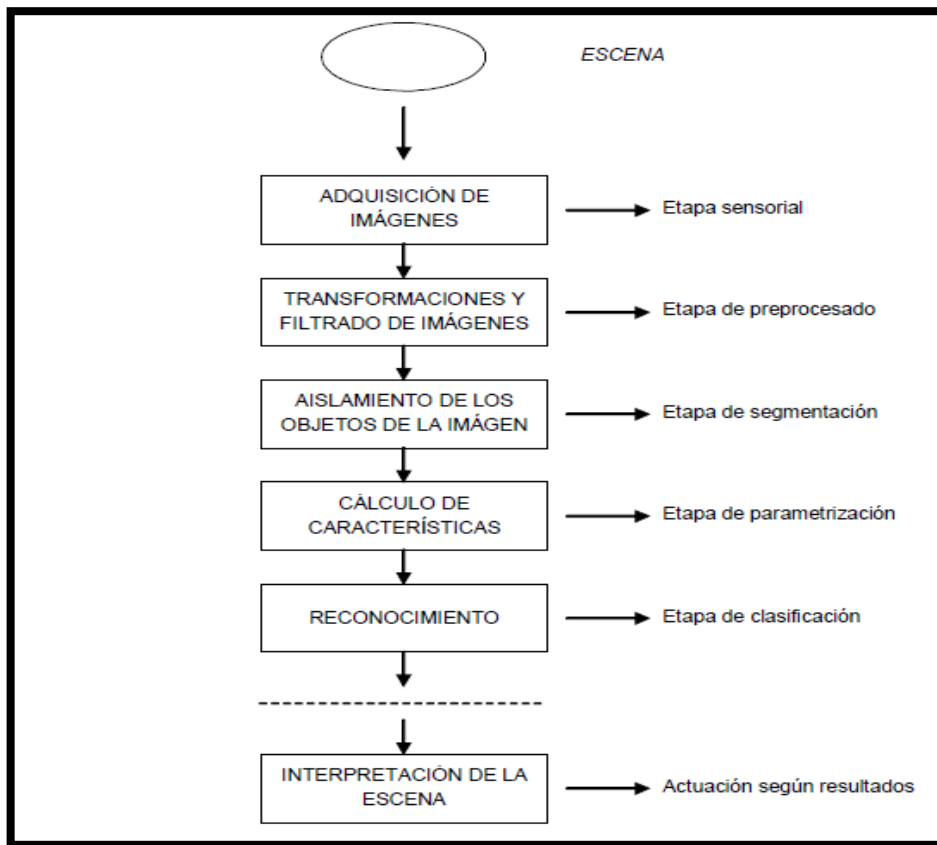 ESCENA
ADQUISICIÓN DE
IMÁGENES
Etapa sensorial
TRANSFORMACIONES Y
FILTRADO DE IMÁGENES
Etapa de preprocesado
AISLAMIENTO DE LOS
OBJETOS DE LA IMÁGEN
Etapa de segmentación
CÁLCULO DE
CARACTERÍSTICAS
Etapa de parametrización
RECONOCIMIENTO
Etapa de clasificación
INTERPRETACIÓN DE LA
ESCENA
Actuación según resultados